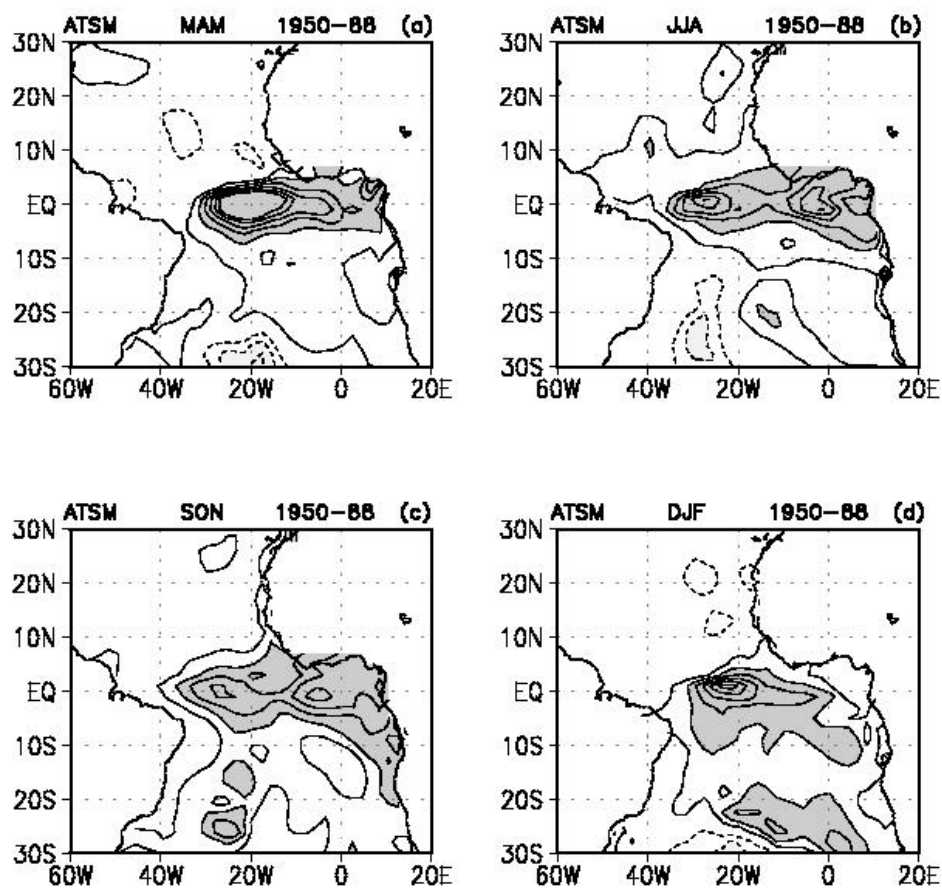 ATSM MAM 1950-88 (a)
ATSM JJA 1950-88 (b)
30N
20N
10N
EQ
10S
20S
30S
60W 40W 20W 0 20E
30N
20N
10N
EQ
10S
20S
30S
60W 40W 20W 0 20E
ATSM SON 1950-88 (c)
ATSM DJF 1950-88 (d)
30N
20N
10N
EQ
10S
20S
30S
60W 40W 20W 0 20E
30N
20N
10N
EQ
10S
20S
30S
60W 40W 20W 0 20E